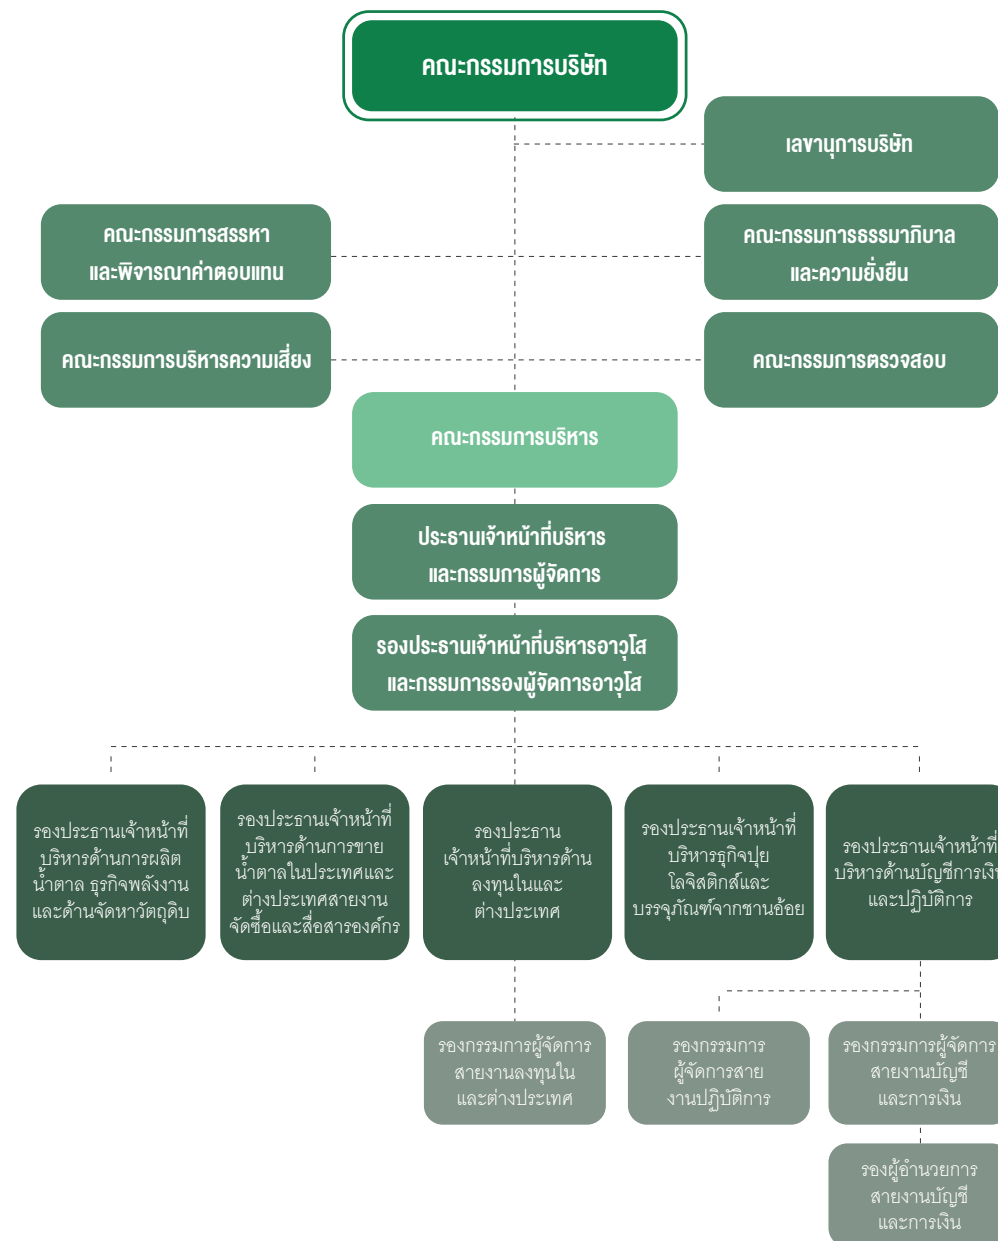 คณะกรรมการบริษัท
เลขานุการบริษัท
คณะกรรมการสรรหา
และพิจารณาค่าตอบแทน
คณะกรรมการธรรมาภิบาล
และความยั่งยืน
คณะกรรมการบริหารความเสี่ยง
คณะกรรมการตรวจสอบ
คณะกรรมการบริหาร
ประธานเจ้าหน้าที่บริหาร
และกรรมการผู้จัดการ
รองประธานเจ้าหน้าที่บริหารอาวุโส
และกรรมการรองผู้จัดการอาวุโส
รองประธานเจ้าหน้าที่
บริหารด้านการผลิต
น้ำตาล ธุรกิจพลังงาน
และด้านจัดหาวัตถุดิบ
รองประธานเจ้าหน้าที่
บริหารด้านการขาย
น้ำตาลในประเทศและ
ต่างประเทศสายงาน
จัดซื้อและสื่อสารองค์กร
รองประธาน
เจ้าหน้าที่บริหารด้าน
ลงทุนในและ
ต่างประเทศ
รองประธานเจ้าหน้าที่
บริหารธุรกิจปุย
โลจิสติกส์และ
บรรจุภัณฑ์จากชานอ้อย
รองประธานเจ้าหน้าที่
บริหารด้านบัญชีการเงิน
และปฏิบัติการ
รองกรรมการผู้จัดการ
สายงานลงทุนใน
และต่างประเทศ
รองกรรมการ
ผู้จัดการสาย
งานปฏิบัติการ
รองกรรมการผู้จัดการ
สายงานบัญชี
และการเงิน
รองผู้อำนวยการ
สายงานบัญชี
และการเงิน